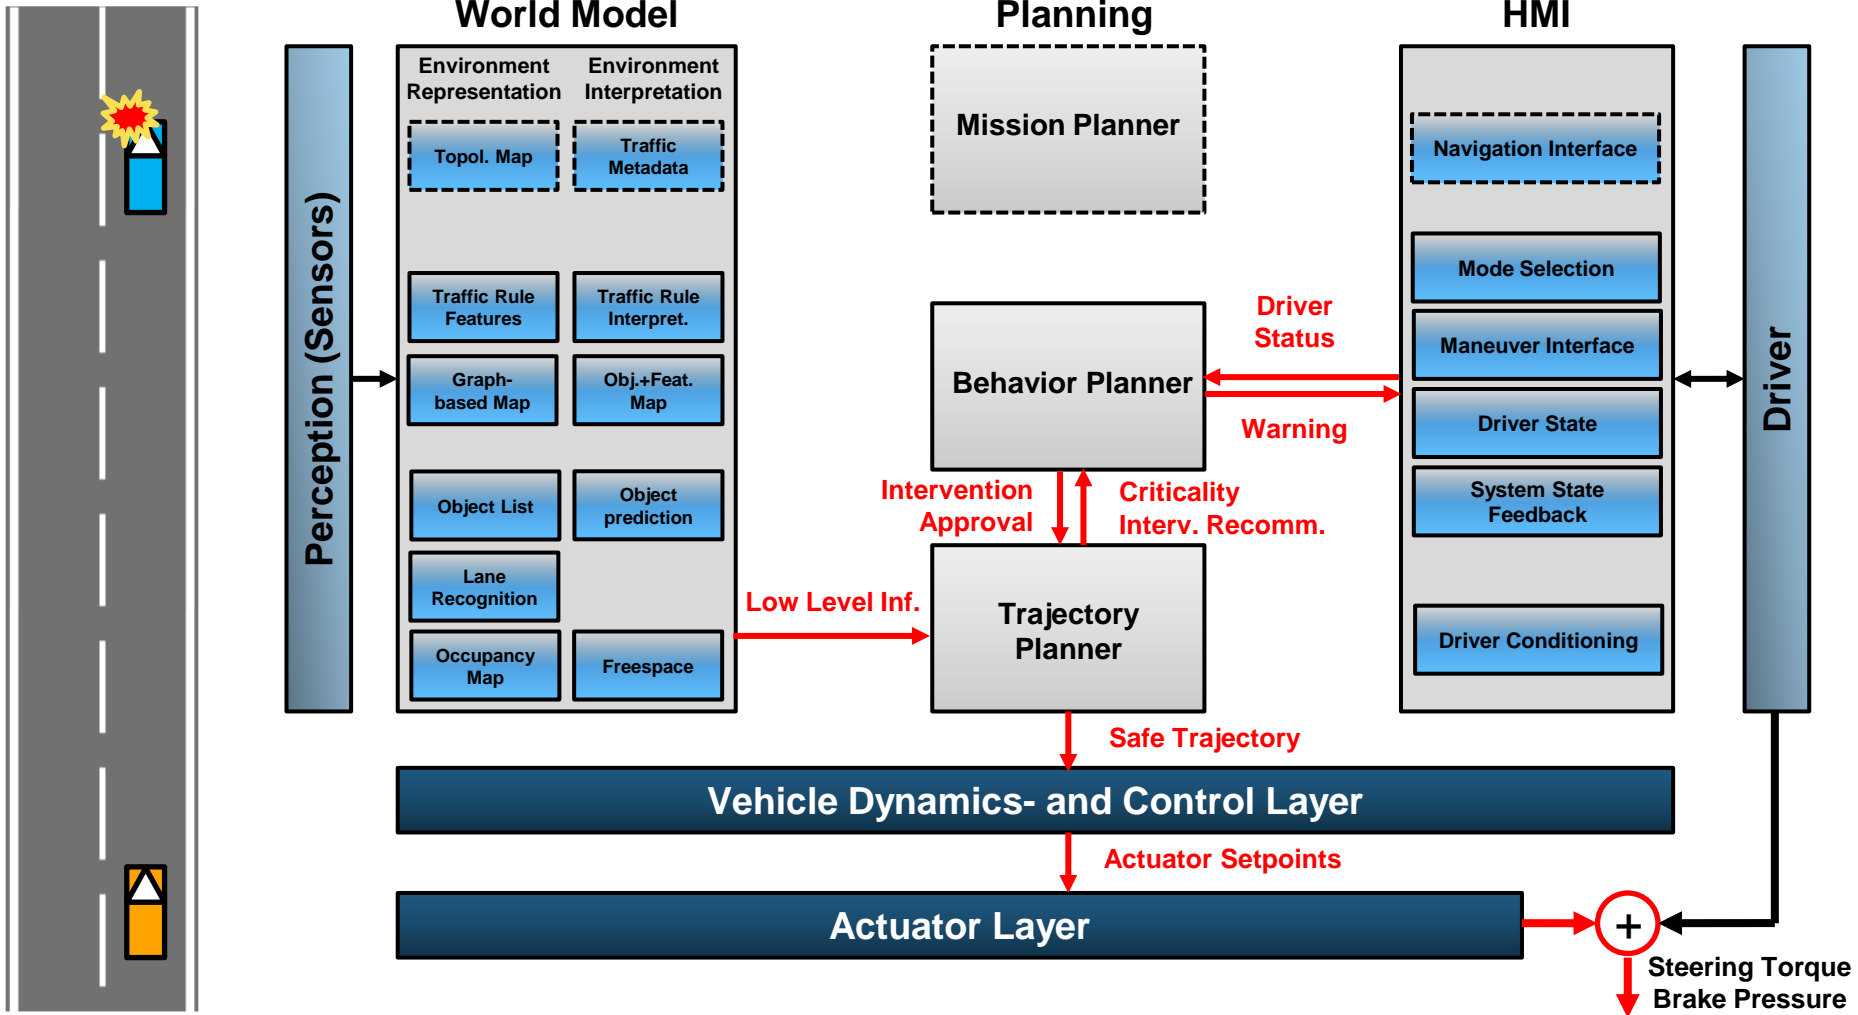 World Model
Planning
HMI
Perception (Sensors)
Environment
Representation
Environment
Interpretation
Topol. Map
Traffic
Metadata
Traffic Rule
Features
Traffic Rule
Interpret.
Graph-
based Map
Obj.+Feat.
Map
Object List
Object
prediction
Lane
Recognition
Occupancy
Map
Freespace
Low Level Inf.
Mission Planner
Behavior Planner
Intervention
Approval
Criticality
Interv. Recomm.
Trajectory
Planner
Driver
Status
Warning
Navigation Interface
Mode Selection
Maneuver Interface
Driver State
System State
Feedback
Driver Conditioning
Driver
Safe Trajectory
Vehicle Dynamics- and Control Layer
Actuator Setpoints
Actuator Layer
+
Steering Torque
Brake Pressure